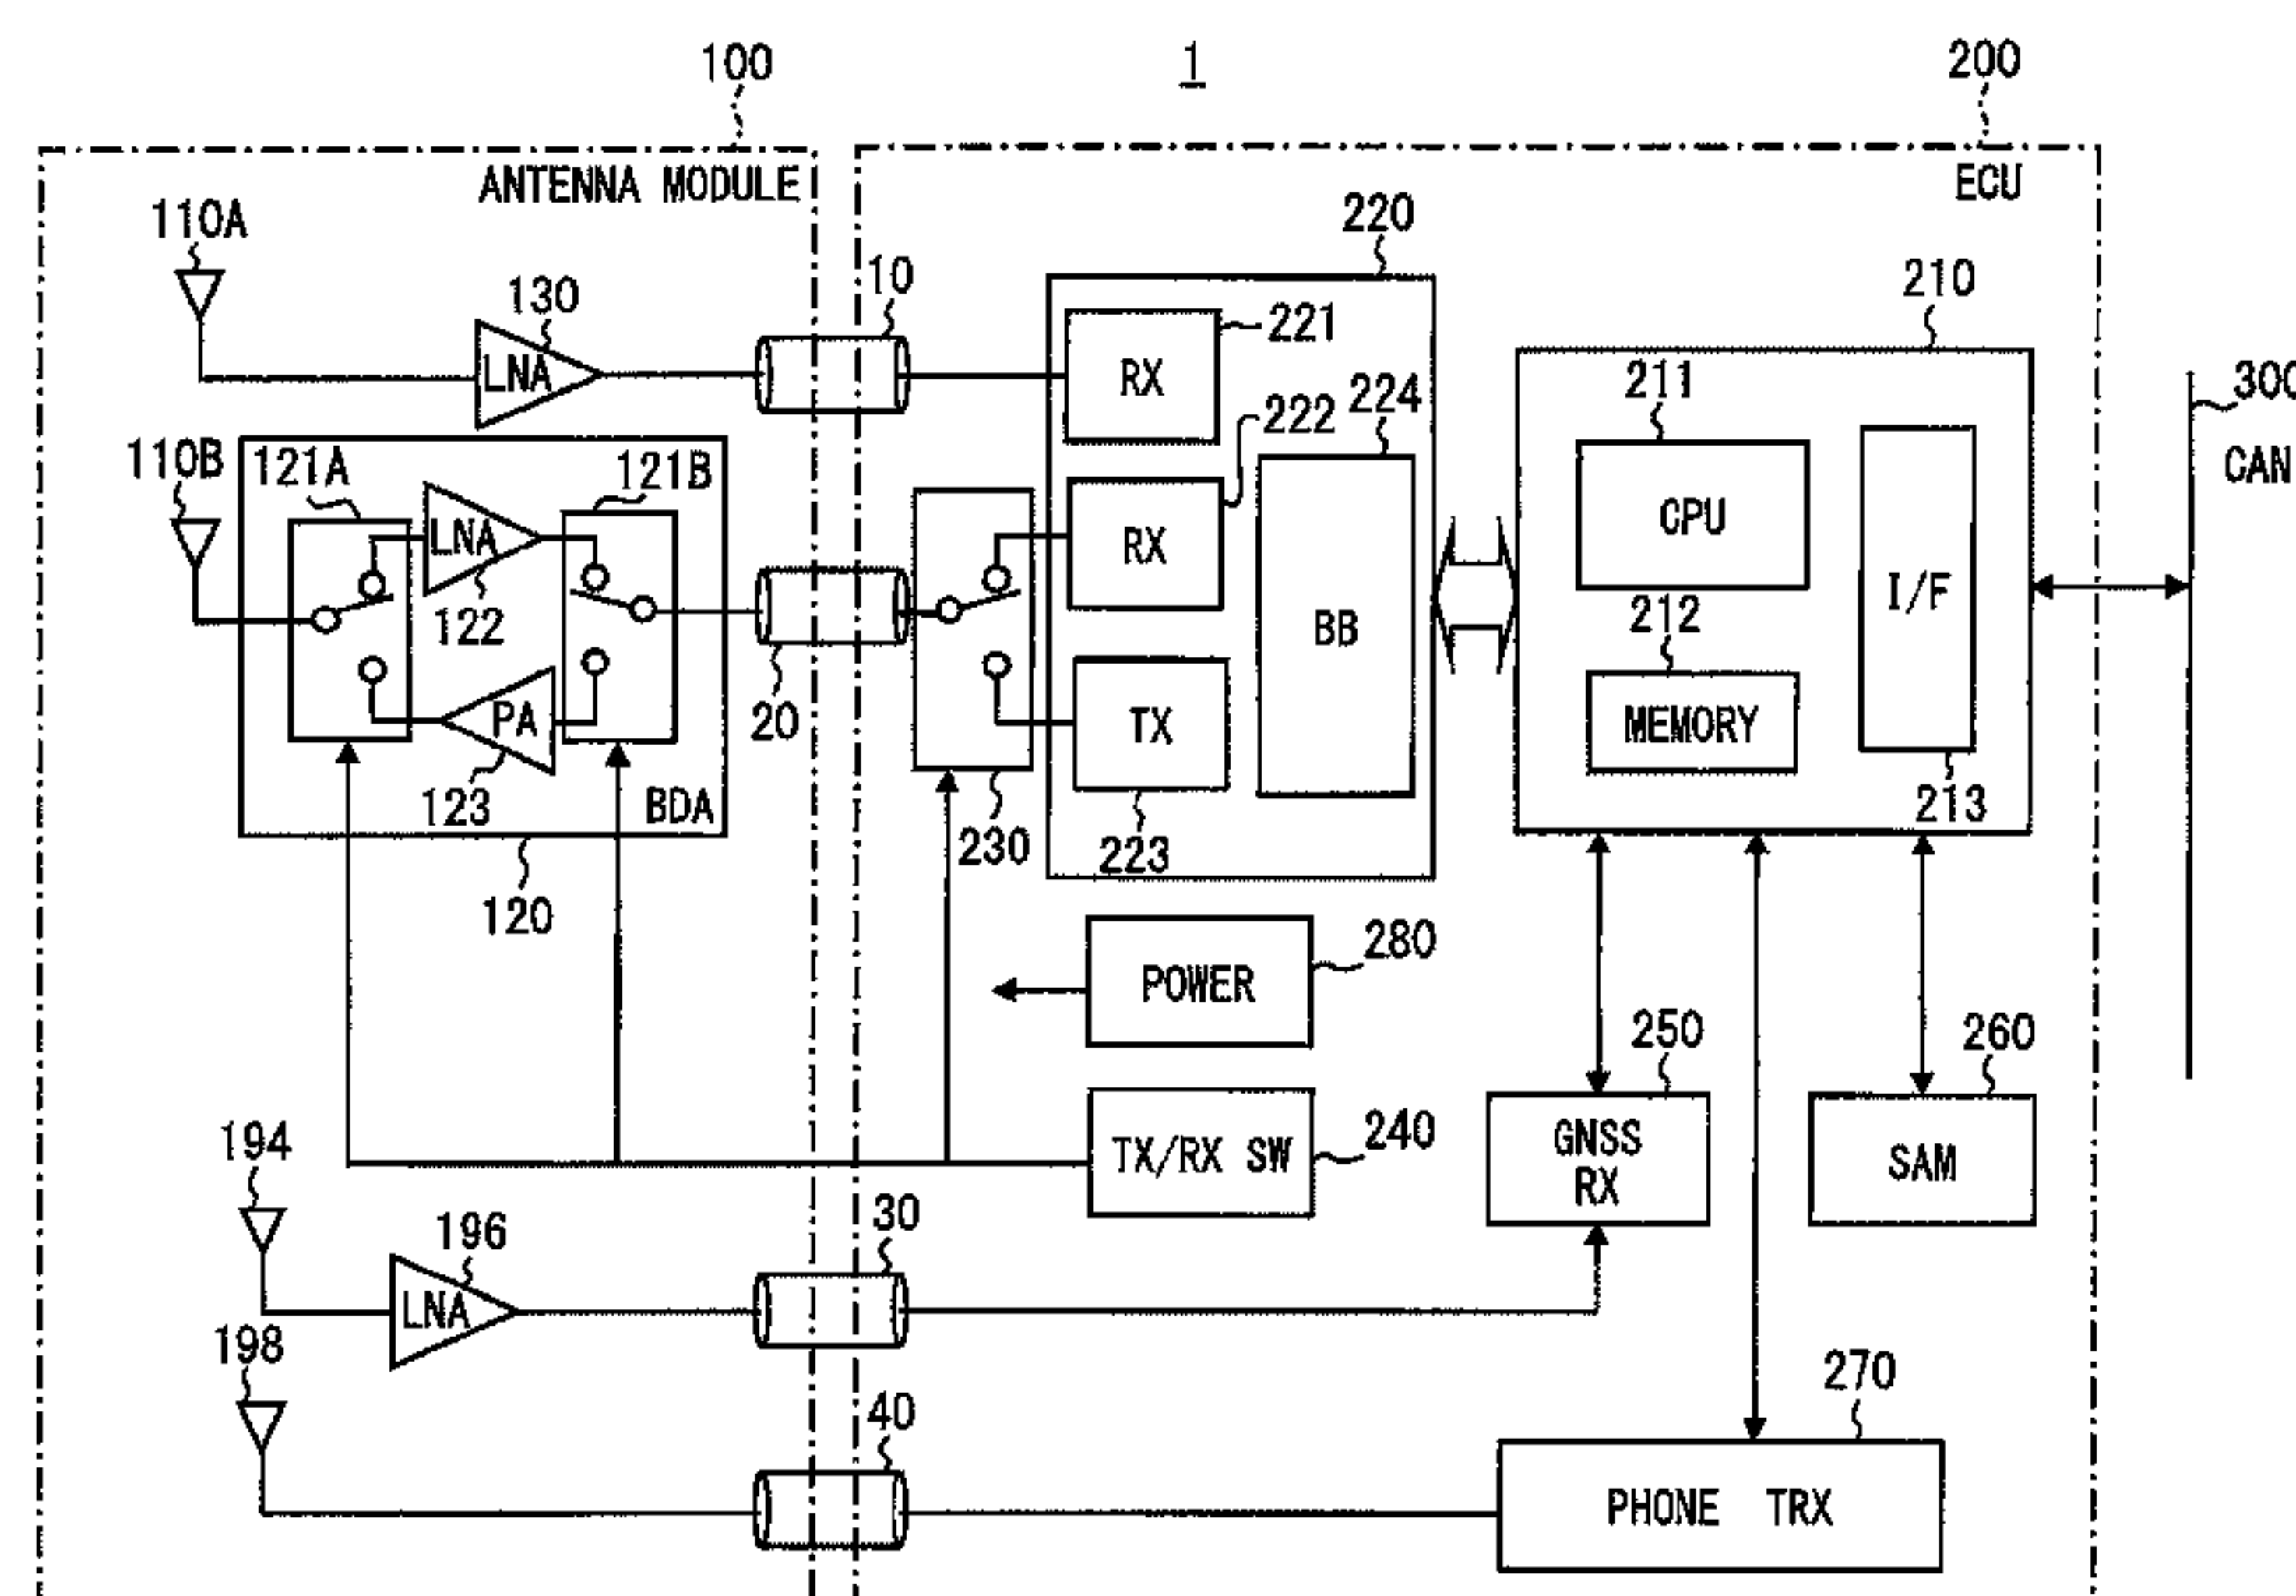 100
1
200
ANTENNA MODULE
ECU
110A
130
10
220
210
LNA
RX
221
222
224
211
300
110B
121A
121B
LNA
122
RX
BB
CPU
I/F
CAN
212
PA
123
BDA
20
TX
MEMORY
230
223
213
120
POWER
280
250
260
194
TX/RX SW
240
GNSS
RX
SAM
196
30
LNA
198
40
270
PHONE TRX